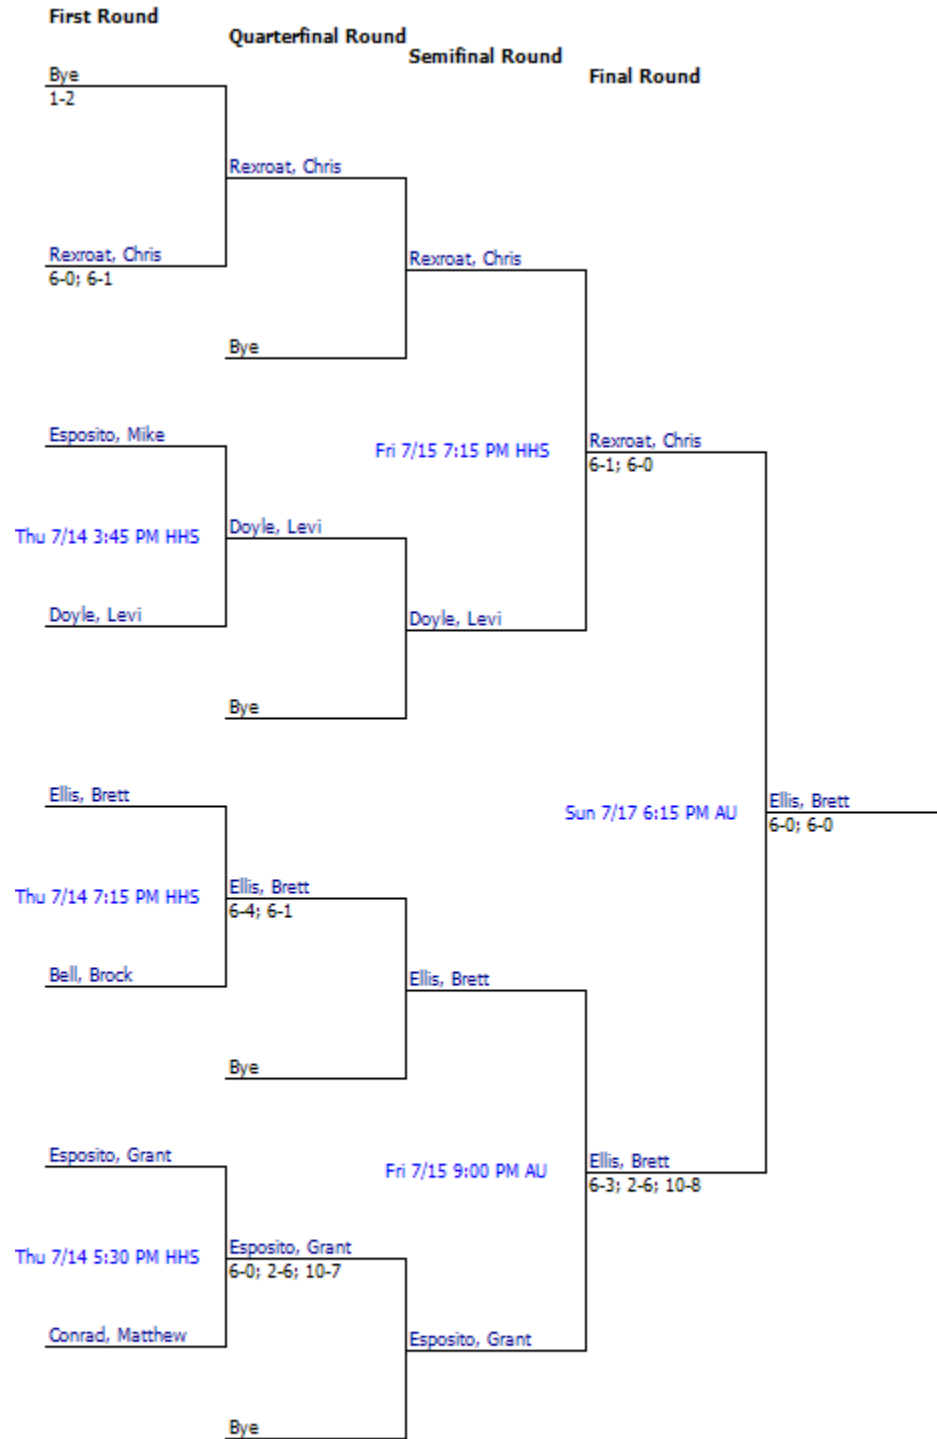 First Round
Quarterfinal Round
Semifinal Round
Final Round
Bye
1-2
Rexroat, Chris
Rexroat, Chris
6-0; 6-1
Rexroat, Chris
Bye
Esposito, Mike
Fri 7/15 7:15 PM HHS
Rexroat, Chris
6-1; 6-0
Thu 7/14 3:45 PM HHS
Doyle, Levi
Doyle, Levi
Doyle, Levi
Bye
Ellis, Brett
Sun 7/17 6:15 PM AU
Ellis, Brett
6-0; 6-0
Thu 7/14 7:15 PM HHS
Ellis, Brett
6-4; 6-1
Bell, Brock
Ellis, Brett
Bye
Esposito, Grant
Fri 7/15 9:00 PM AU
Ellis, Brett
6-3; 2-6; 10-8
Thu 7/14 5:30 PM HHS
Esposito, Grant
6-0; 2-6; 10-7
Conrad, Matthew
Esposito, Grant
Bye